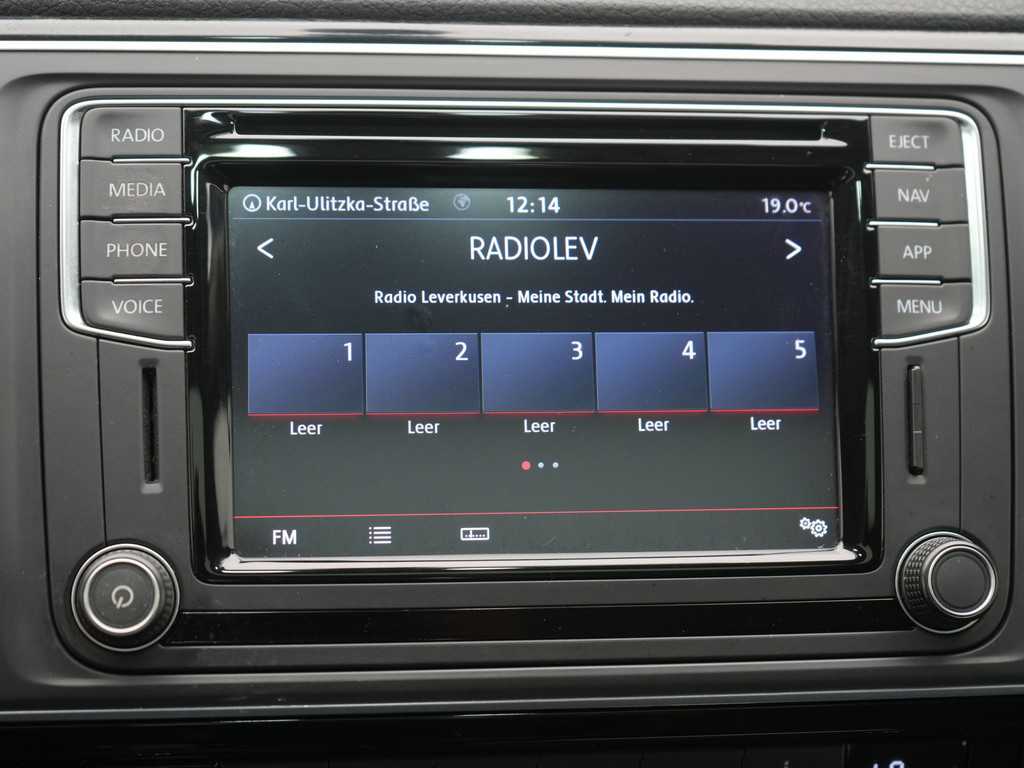 RADIO
MEDIA
PHONE
VOICE
EJECT
NAV
APP
MENU
Karl-Ulitzka-Straße 12:14 19.0°C
< RADIOLEV >
Radio Leverkusen - Meine Stadt. Mein Radio.
1 2 3 4 5
Leer Leer Leer Leer Leer
FM